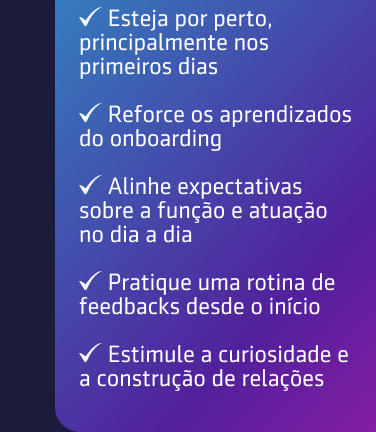 ✓ Esteja por perto,
principalmente nos
primeiros dias
✓ Reforce os aprendizados
do onboarding
✓ Alinhe expectativas
sobre a função e atuação
no dia a dia
✓ Pratique uma rotina de
feedbacks desde o início
✓ Estimule a curiosidade e
a construção de relações